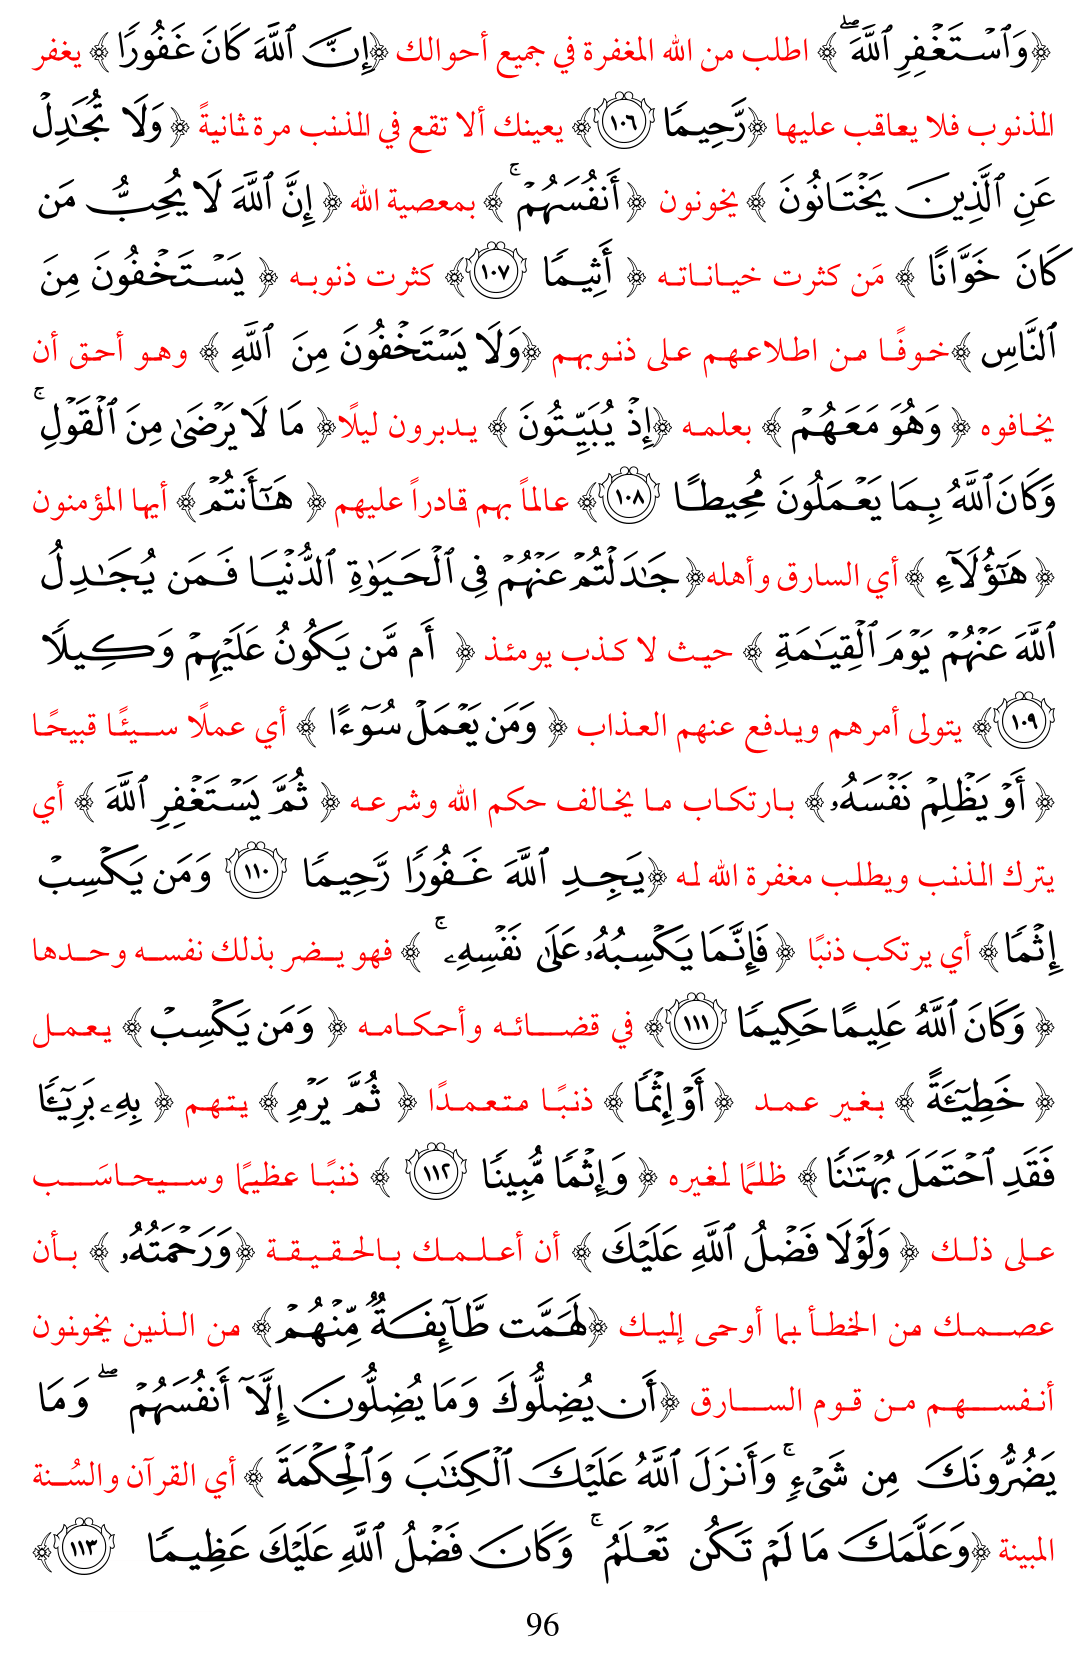 ﴿وَٱسۡتَغۡفِرِ ٱللَّهَۖ ﴾ اطلب من الله المغفرة في جميع أحوالك ﴿إِنَّ ٱللَّهَ كَانَ غَفُورٗا ﴾ يغفر
الذنوب فلا يعاقب عليها ﴿رَّحِيمٗا ١٠٦﴾ يعينك ألا تقع في الذنب مرة ثانيةً ﴿ وَلَا تُجَٰدِلۡ
عَنِ ٱلَّذِينَ يَخۡتَانُونَ ﴾ يخونون ﴿ أَنفُسَهُمۡۚ ﴾ بمعصية الله ﴿ إِنَّ ٱللَّهَ لَا يُحِبُّ مَن
كَانَ خَوَّانًا ﴾ مَن كثرت خياناته ﴿ أَثِيمٗا ١٠٧﴾ كثرت ذنوبه ﴿ يَسۡتَخۡفُونَ مِنَ
ٱلنَّاسِ ﴾خوفًا من اطلاعهم على ذنوبهم ﴿وَلَا يَسۡتَخۡفُونَ مِنَ ٱللَّهِ ﴾ وهو أحق أن
يخافوه ﴿ وَهُوَ مَعَهُمۡ ﴾ بعلمه ﴿إِذۡ يُبَيِّتُونَ ﴾ يدبرون ليلًا﴿ مَا لَا يَرۡضَىٰ مِنَ ٱلۡقَوۡلِۚ
وَكَانَ ٱللَّهُ بِمَا يَعۡمَلُونَ مُحِيطًا ١٠٨﴾ عالماً بهم قادراً عليهم ﴿ هَٰٓأَنتُمۡ﴾ أيها المؤمنون
﴿ هَٰٓؤُلَآءِ ﴾ أي السارق وأهله﴿ جَٰدَلۡتُمۡ عَنۡهُمۡ فِي ٱلۡحَيَوٰةِ ٱلدُّنۡيَا فَمَن يُجَٰدِلُ
ٱللَّهَ عَنۡهُمۡ يَوۡمَ ٱلۡقِيَٰمَةِ ﴾ حيث لا كذب يومئذ ﴿ أَم مَّن يَكُونُ عَلَيۡهِمۡ وَكِيلٗا
١٠٩﴾ يتولى أمرهم ويدفع عنهم العذاب ﴿ وَمَن يَعۡمَلۡ سُوٓءًا ﴾ أي عملًا سيئًا قبيحًا
﴿ أَوۡ يَظۡلِمۡ نَفۡسَهُۥ﴾ بارتكاب ما يخالف حكم الله وشرعه ﴿ ثُمَّ يَسۡتَغۡفِرِ ٱللَّهَ ﴾ أي
يترك الذنب ويطلب مغفرة الله له ﴿يَجِدِ ٱللَّهَ غَفُورٗا رَّحِيمٗا ١١٠ وَمَن يَكۡسِبۡ
إِثۡمٗا﴾ أي يرتكب ذنبًا ﴿ فَإِنَّمَا يَكۡسِبُهُۥ عَلَىٰ نَفۡسِهِۦۚ ﴾ فهو يضر بذلك نفسه وحدها
﴿ وَكَانَ ٱللَّهُ عَلِيمًا حَكِيمٗا ١١١﴾ في قضائه وأحكامه ﴿ وَمَن يَكۡسِبۡ ﴾ يعمل
﴿ خَطِيٓـَٔةً ﴾ بغير عمد ﴿ أَوۡ إِثۡمٗا ﴾ ذنبًا متعمدًا ﴿ ثُمَّ يَرۡمِ ﴾ يتهم ﴿ بِهِۦ بَرِيٓـٔٗا
فَقَدِ ٱحۡتَمَلَ بُهۡتَٰنٗا ﴾ ظلمًا لغيره ﴿ وَإِثۡمٗا مُّبِينٗا ١١٢ ﴾ ذنبًا عظيمًا وسيحاسَب
على ذلك ﴿ وَلَوۡلَا فَضۡلُ ٱللَّهِ عَلَيۡكَ ﴾ أن أعلمك بالحقيقة ﴿وَرَحۡمَتُهُۥ ﴾ بأن
عصمك من الخطأ بما أوحى إليك ﴿لَهَمَّت طَّآئِفَةٞ مِّنۡهُمۡ﴾ من الذين يخونون
أنفسهم من قوم السارق ﴿أَن يُضِلُّوكَ وَمَا يُضِلُّونَ إِلَّآ أَنفُسَهُمۡۖ وَمَا
يَضُرُّونَكَ مِن شَيۡءٖۚ وَأَنزَلَ ٱللَّهُ عَلَيۡكَ ٱلۡكِتَٰبَ وَٱلۡحِكۡمَةَ ﴾ أي القرآن والسُنة
المبينة ﴿وَعَلَّمَكَ مَا لَمۡ تَكُن تَعۡلَمُۚ وَكَانَ فَضۡلُ ٱللَّهِ عَلَيۡكَ عَظِيمٗا ١١٣﴾
96